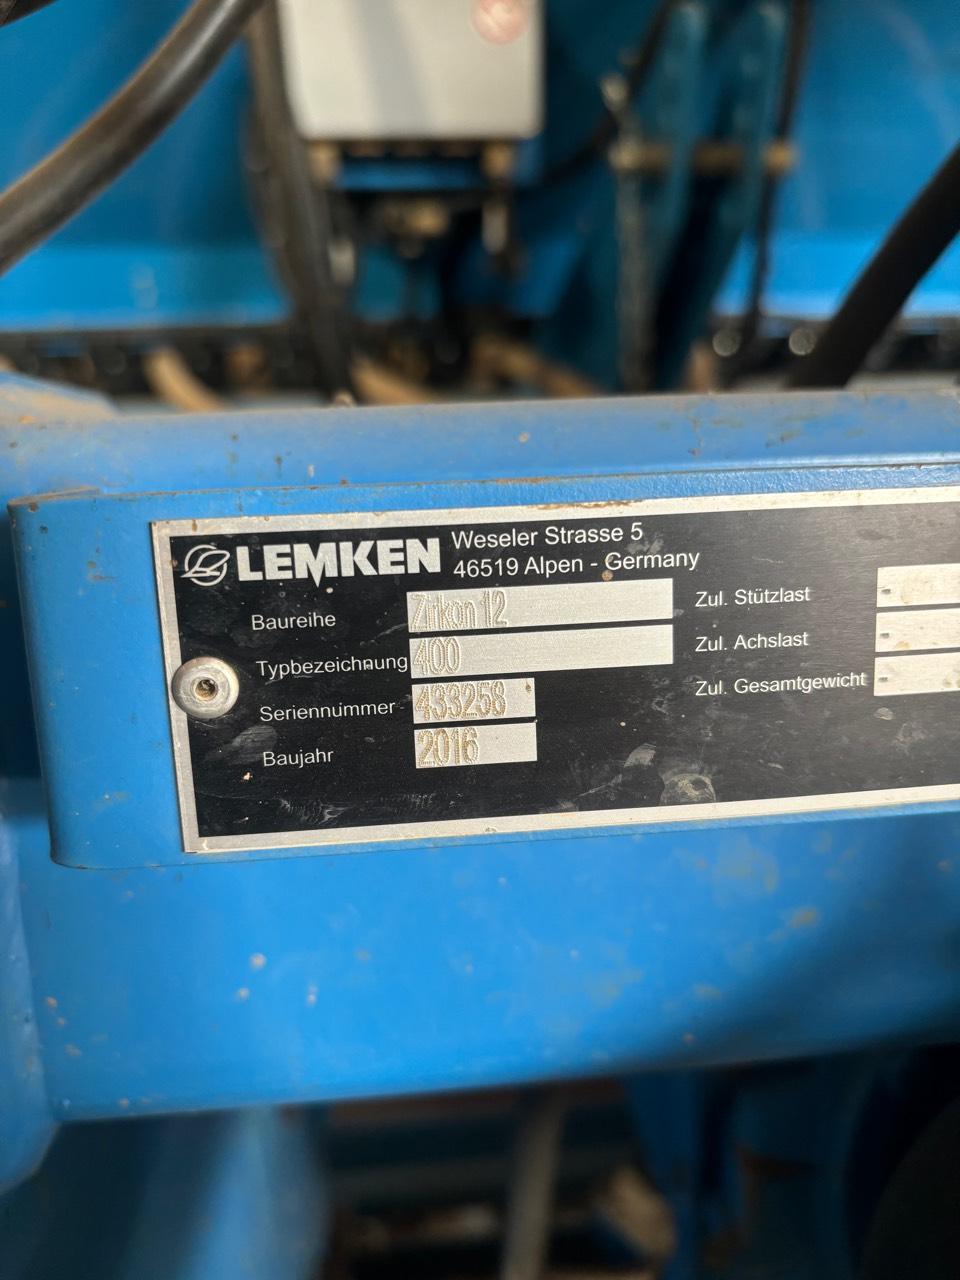 LEMKEN
Weseler Strasse 5
46519 Alpen - Germany
Baureihe Zirkon 12
Typbezeichnung 400
Seriennummer 433258
Baujahr 2016
Zul. Stützlast -
Zul. Achslast -
Zul. Gesamtgewicht -